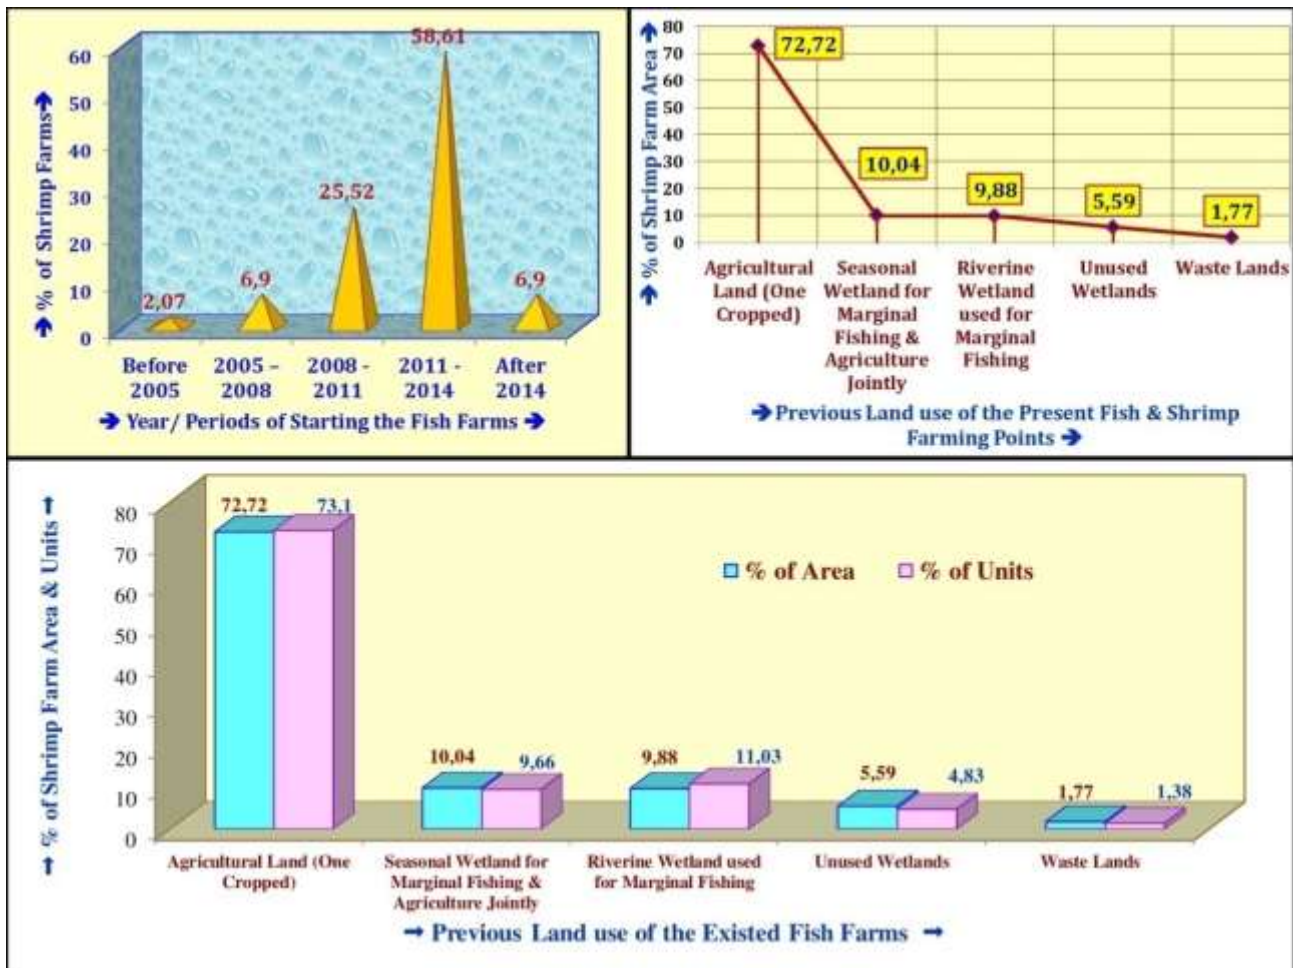 ➔ % of Shrimp Farms➔
60
50
40
30
20
10
0
2,07
6,9
25,52
58,61
6,9
Before
2005
2005 –
2008
2008 -
2011
2011 -
2014
After
2014
➔ Year/ Periods of Starting the Fish Farms ➔
➔ % of Shrimp Farm Area ➔
80
70
60
50
40
30
20
10
0
72,72
10,04
9,88
5,59
1,77
Agricultural
Land (One
Cropped)
Seasonal
Wetland for
Marginal
Fishing &
Agriculture
Jointly
Riverine
Wetland
used for
Marginal
Fishing
Unused
Wetlands
Waste Lands
➔Previous Land use of the Present Fish & Shrimp
Farming Points ➔
➞ % of Shrimp Farm Area & Units ➞
80
70
60
50
40
30
20
10
0
72,72
73,1
10,04
9,66
9,88
11,03
5,59
4,83
1,77
1,38
% of Area
% of Units
Agricultural Land (One
Cropped)
Seasonal Wetland for
Marginal Fishing &
Agriculture Jointly
Riverine Wetland used
for Marginal Fishing
Unused Wetlands
Waste Lands
➞ Previous Land use of the Existed Fish Farms ➞